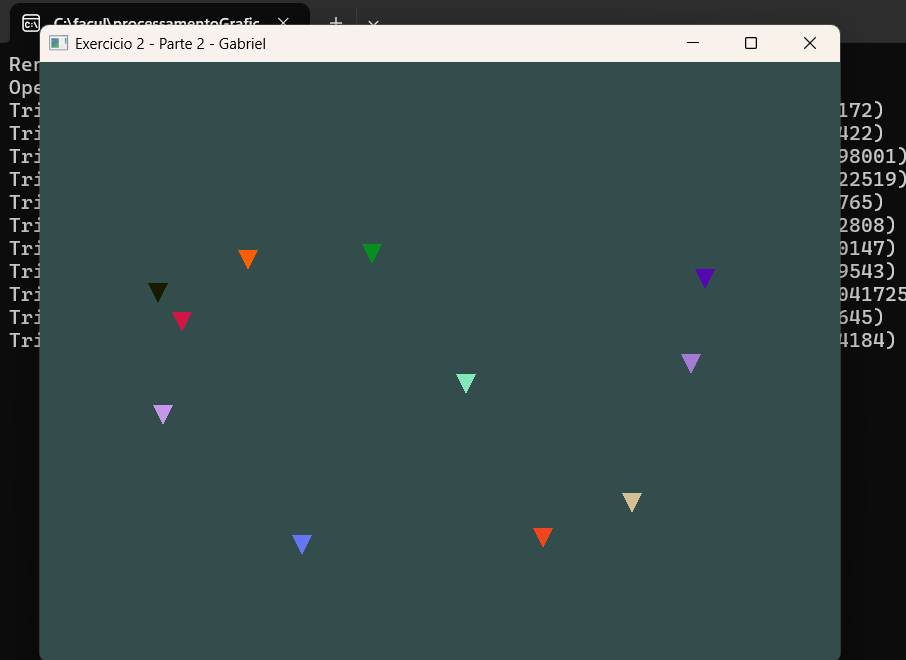 C:\facul\processamentoGrafic
Exercicio 2 - Parte 2 - Gabriel
Ope
Tri 172)
Tri 422)
Tri 98001)
Tri 22519)
Tri 765)
Tri 2808)
Tri 0147)
Tri 9543)
Tri 041725
Tri 645)
Tri 4184)